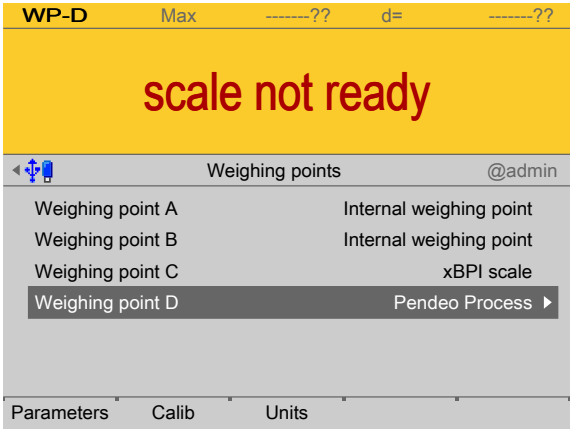 WP-D Max -------?? d= -------??
scale not ready
Weighing points @admin
Weighing point A Internal weighing point
Weighing point B Internal weighing point
Weighing point C xBPI scale
Weighing point D Pendeo Process
Parameters Calib Units